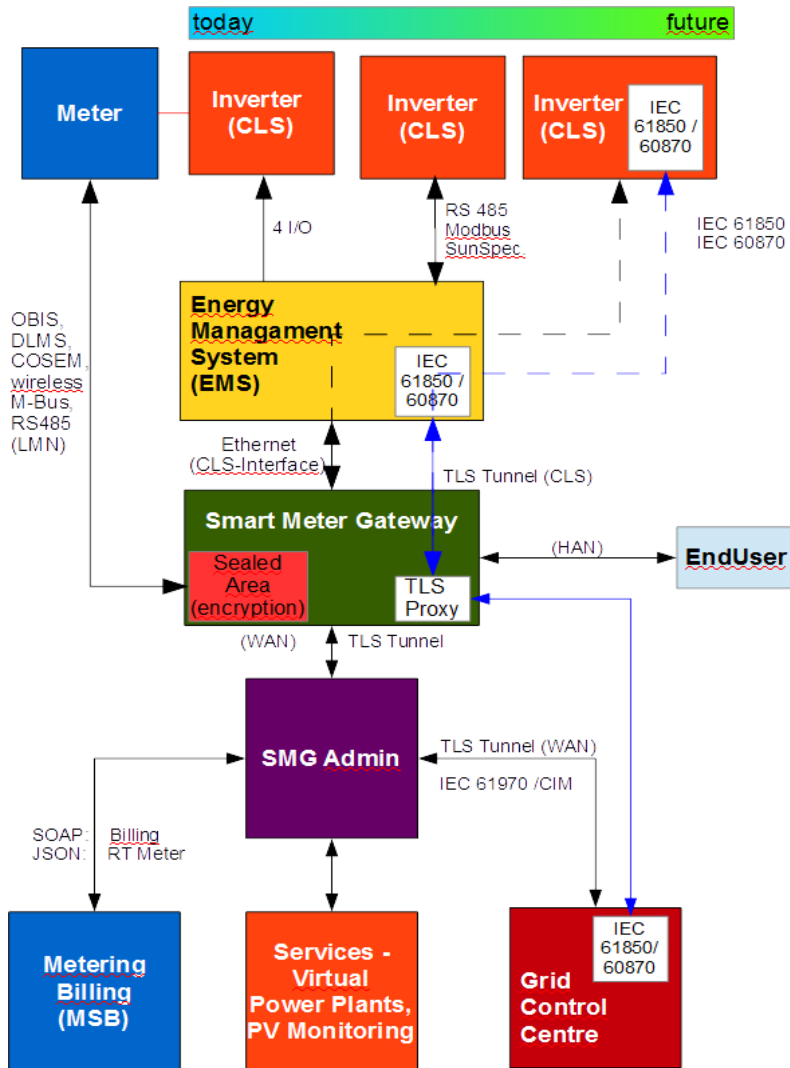 today
future
Meter
Inverter
(CLS)
Inverter
(CLS)
Inverter
(CLS)
IEC
61850 /
60870
4 I/O
RS 485
Modbus
SunSpec.
IEC 61850
IEC 60870
OBIS,
DLMS,
COSEM,
wireless
M-Bus,
RS485
(LMN)
Energy
Managament
System
(EMS)
IEC
61850 /
60870
Ethernet
(CLS-Interface)
TLS Tunnel (CLS)
Smart Meter Gateway
Sealed
Area
(encryption)
TLS
Proxy
(HAN)
EndUser
(WAN)
TLS Tunnel
SMG Admin
TLS Tunnel (WAN)
IEC 61970 /CIM
SOAP: Billing
JSON: RT Meter
Metering
Billing
(MSB)
Services -
Virtual
Power Plants,
PV Monitoring
IEC
61850/
60870
Grid
Control
Centre